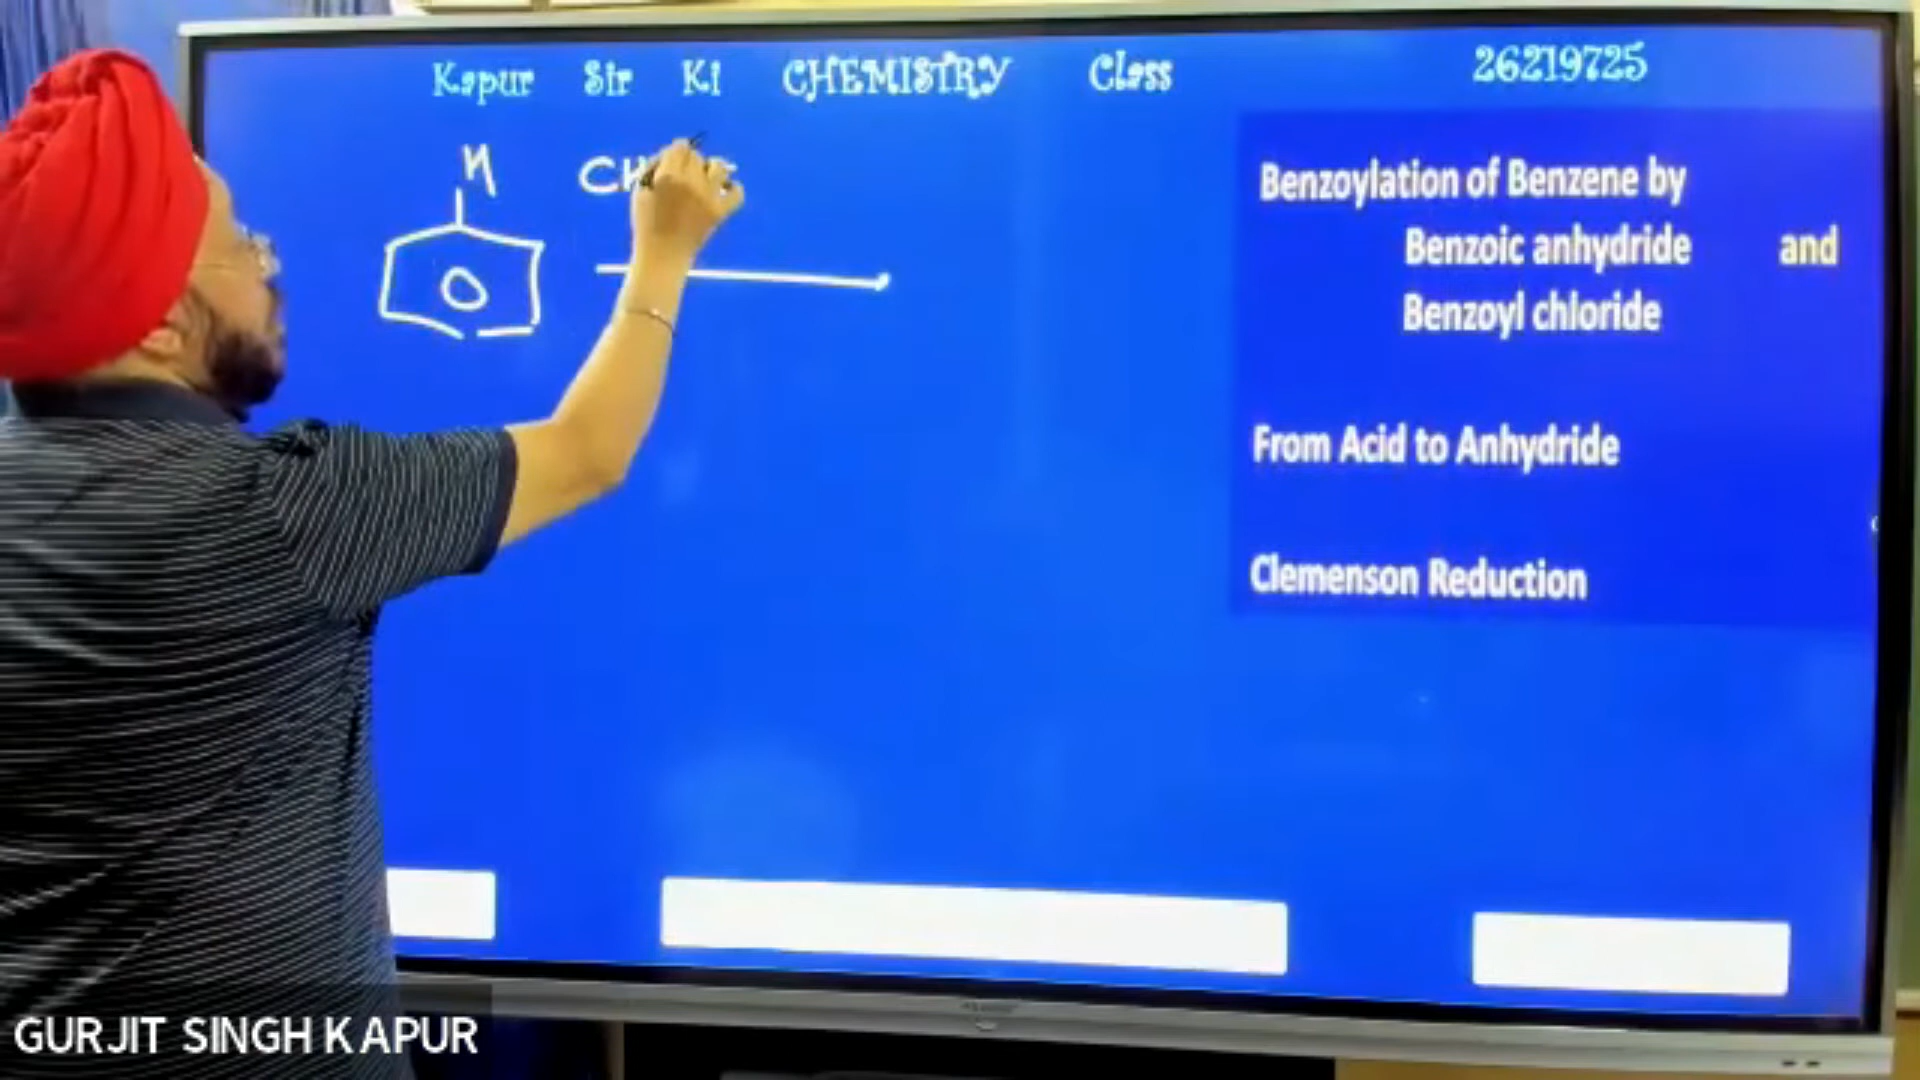 Kapur Sir Ki CHEMISTRY Class 26219725
H
CH
Benzoylation of Benzene by
Benzoic anhydride and
Benzoyl chloride
From Acid to Anhydride
Clemenson Reduction
GURJIT SINGH KAPUR